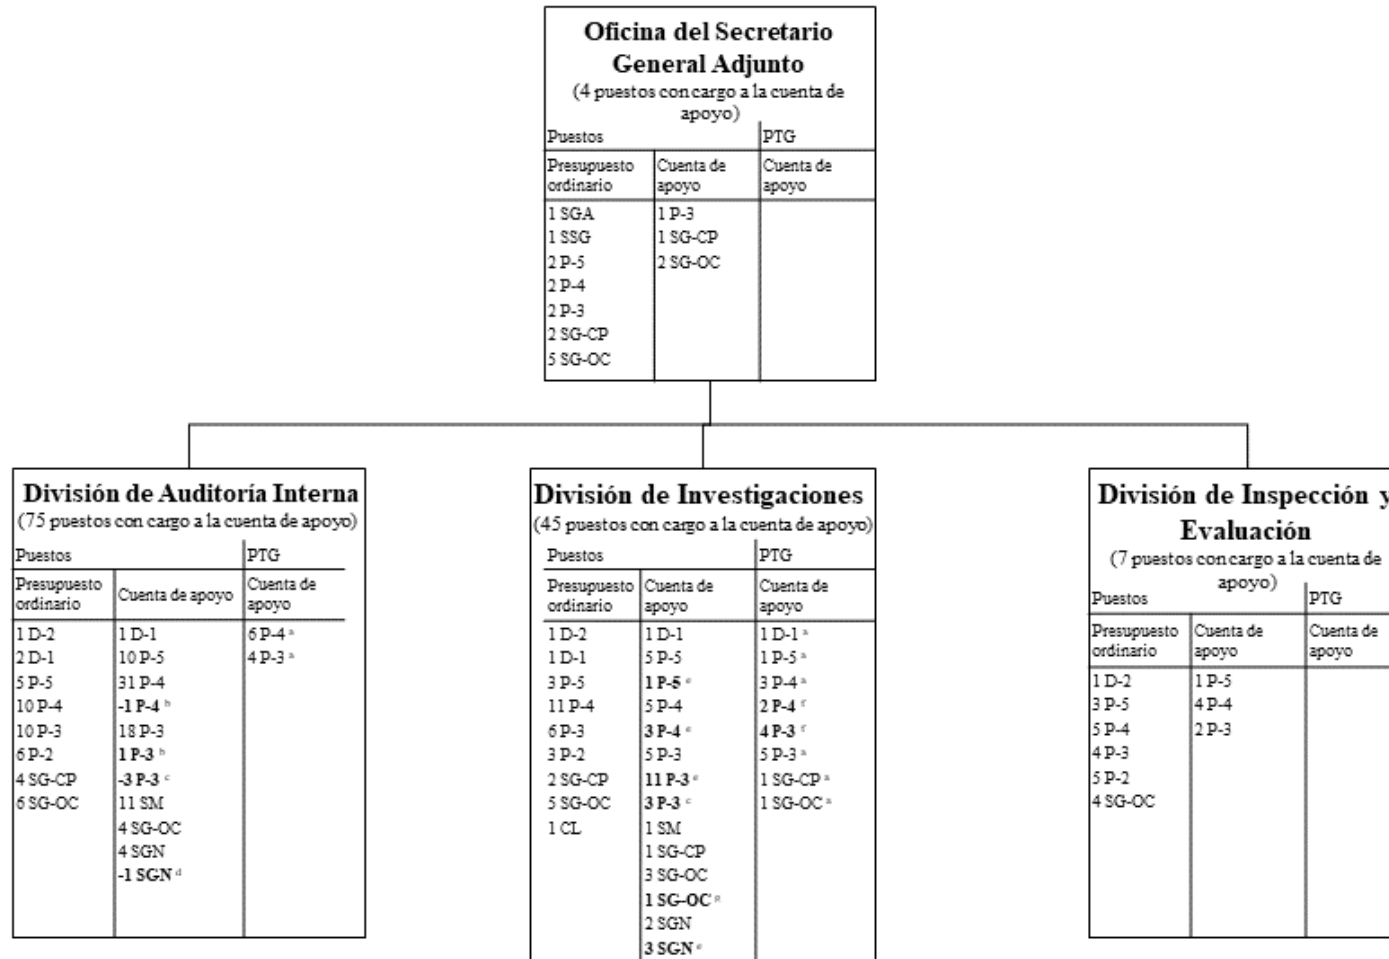 Oficina del Secretario
General Adjunto
(4 puestos con cargo a la cuenta de
apoyo)
Puestos PTG
Presupuesto ordinario Cuenta de apoyo Cuenta de apoyo
1 SGA 1 P-3
1 SSG 1 SG-CP
2 P-5 2 SG-OC
2 P-4
2 P-3
2 SG-CP
5 SG-OC
División de Auditoría Interna
(75 puestos con cargo a la cuenta de apoyo)
Puestos PTG
Presupuesto ordinario Cuenta de apoyo Cuenta de apoyo
1 D-2 1 D-1 6 P-4 ª
2 D-1 10 P-5 4 P-3 ª
5 P-5 31 P-4
10 P-4 -1 P-4 ᵇ
10 P-3 18 P-3
6 P-2 1 P-3 ᵇ
4 SG-CP -3 P-3 ᶜ
6 SG-OC 11 SM
4 SG-OC
4 SGN
-1 SGN ᵈ
División de Investigaciones
(45 puestos con cargo a la cuenta de apoyo)
Puestos PTG
Presupuesto ordinario Cuenta de apoyo Cuenta de apoyo
1 D-2 1 D-1 1 D-1 ª
1 D-1 5 P-5 1 P-5 ª
3 P-5 1 P-5 ᵉ 3 P-4 ª
11 P-4 5 P-4 2 P-4 ᶠ
6 P-3 3 P-4 ᵉ 4 P-3 ᶠ
3 P-2 5 P-3 5 P-3 ª
2 SG-CP 11 P-3 ᵉ 1 SG-CP ª
5 SG-OC 3 P-3 ᶜ 1 SG-OC ª
1 CL 1 SM
1 SG-CP
3 SG-OC
1 SG-OC ᵍ
2 SGN
3 SGN ᵉ
División de Inspección y
Evaluación
(7 puestos con cargo a la cuenta de
apoyo)
Puestos PTG
Presupuesto ordinario Cuenta de apoyo Cuenta de apoyo
1 D-2 1 P-5
3 P-5 4 P-4
5 P-4 2 P-3
4 P-3
5 P-2
4 SG-OC